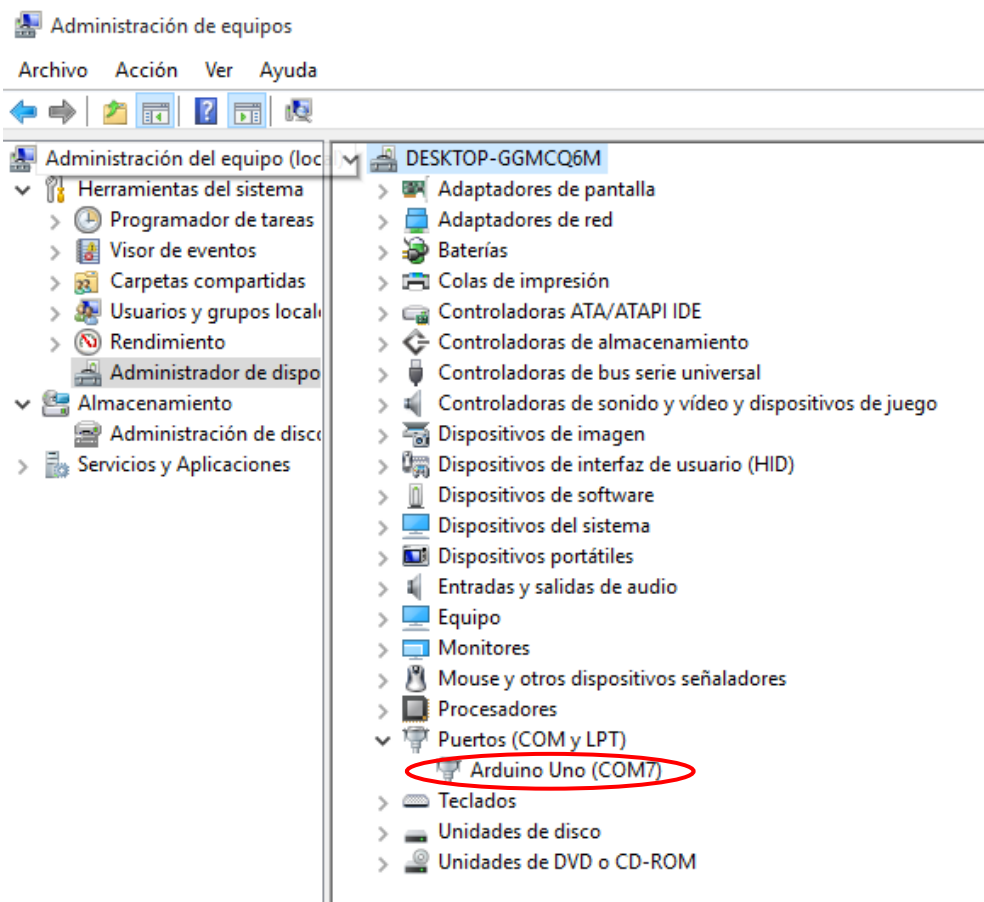 Administración de equipos
Archivo Acción Ver Ayuda
Administración del equipo (loc
Herramientas del sistema
Programador de tareas
Visor de eventos
Carpetas compartidas
Usuarios y grupos local
Rendimiento
Administrador de dispo
Almacenamiento
Administración de disc
Servicios y Aplicaciones
DESKTOP-GGMCQ6M
Adaptadores de pantalla
Adaptadores de red
Baterías
Colas de impresión
Controladoras ATA/ATAPI IDE
Controladoras de almacenamiento
Controladoras de bus serie universal
Controladoras de sonido y vídeo y dispositivos de juego
Dispositivos de imagen
Dispositivos de interfaz de usuario (HID)
Dispositivos de software
Dispositivos del sistema
Dispositivos portátiles
Entradas y salidas de audio
Equipo
Monitores
Mouse y otros dispositivos señaladores
Procesadores
Puertos (COM y LPT)
Arduino Uno (COM7)
Teclados
Unidades de disco
Unidades de DVD o CD-ROM